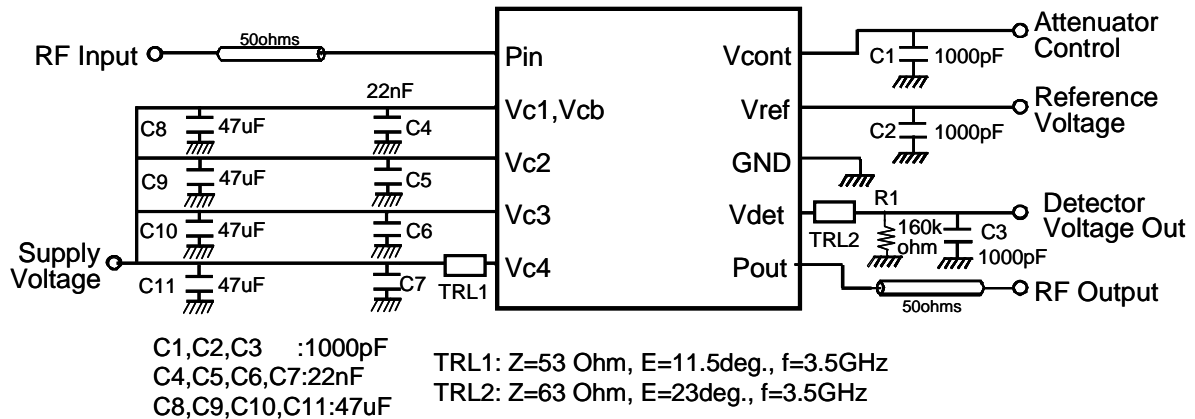 RF Input
50ohms
Pin
Vcont
C1
1000pF
Attenuator
Control
22nF
C8
47uF
C4
Vc1,Vcb
Vref
C2
1000pF
Reference
Voltage
C9
47uF
C5
Vc2
GND
C10
47uF
C6
Vc3
Vdet
TRL2
R1
160k
ohm
C3
1000pF
Detector
Voltage Out
Supply
Voltage
C11
47uF
C7
TRL1
Vc4
Pout
50ohms
RF Output
C1,C2,C3 :1000pF
C4,C5,C6,C7:22nF
C8,C9,C10,C11:47uF
TRL1: Z=53 Ohm, E=11.5deg., f=3.5GHz
TRL2: Z=63 Ohm, E=23deg., f=3.5GHz